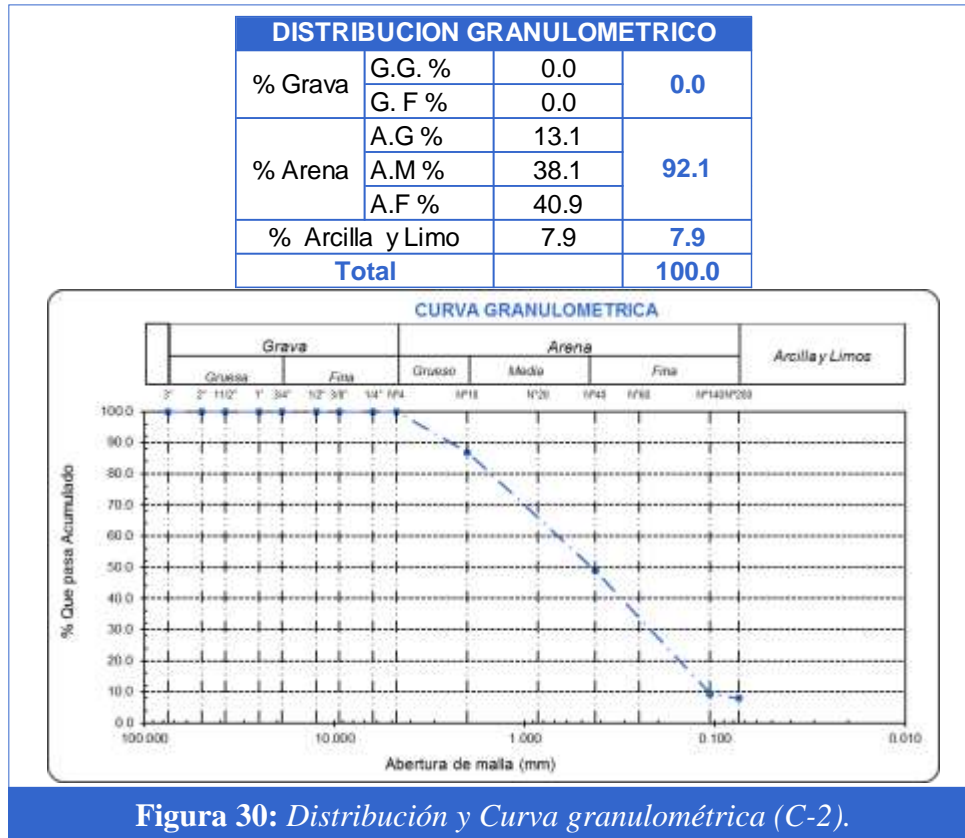 DISTRIBUCION GRANULOMETRICO
% Grava G.G. % 0.0 0.0
G. F % 0.0
% Arena A.G % 13.1 92.1
A.M % 38.1
A.F % 40.9
% Arcilla y Limo 7.9 7.9
Total 100.0
CURVA GRANULOMETRICA
Grava Arena Arcilla y Limos
Gruesa Fina Grueso Media Fina
3" 2" 11/2" 1" 3/4" 1/2" 3/8" 1/4" Nº4 Nº10 Nº20 Nº40 Nº60 Nº140 Nº200
100.0
90.0
80.0
70.0
60.0
50.0
40.0
30.0
20.0
10.0
0.0
% Que pasa Acumulado
100.000 10.000 1.000 0.100 0.010
Abertura de malla (mm)
Figura 30: Distribución y Curva granulométrica (C-2).